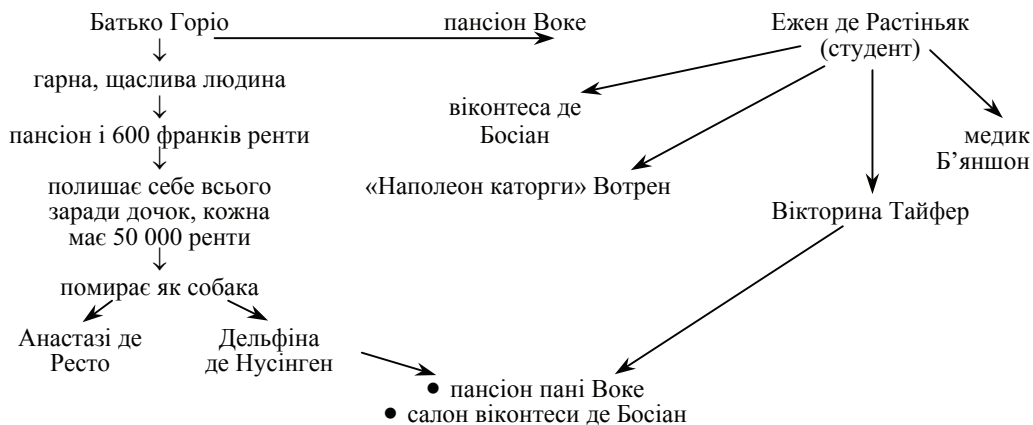 Батько Горіо
пансіон Воке
Ежен де Растіньяк
(студент)
гарна, щаслива людина
пансіон і 600 франків ренти
полишає себе всього
заради дочок, кожна
має 50 000 ренти
помирає як собака
Анастазі де
Ресто
Дельфіна
де Нусінген
віконтеса де
Босіан
«Наполеон каторги» Вотрен
Вікторина Тайфер
медик
Б’яншон
● пансіон пані Воке
● салон віконтеси де Босіан